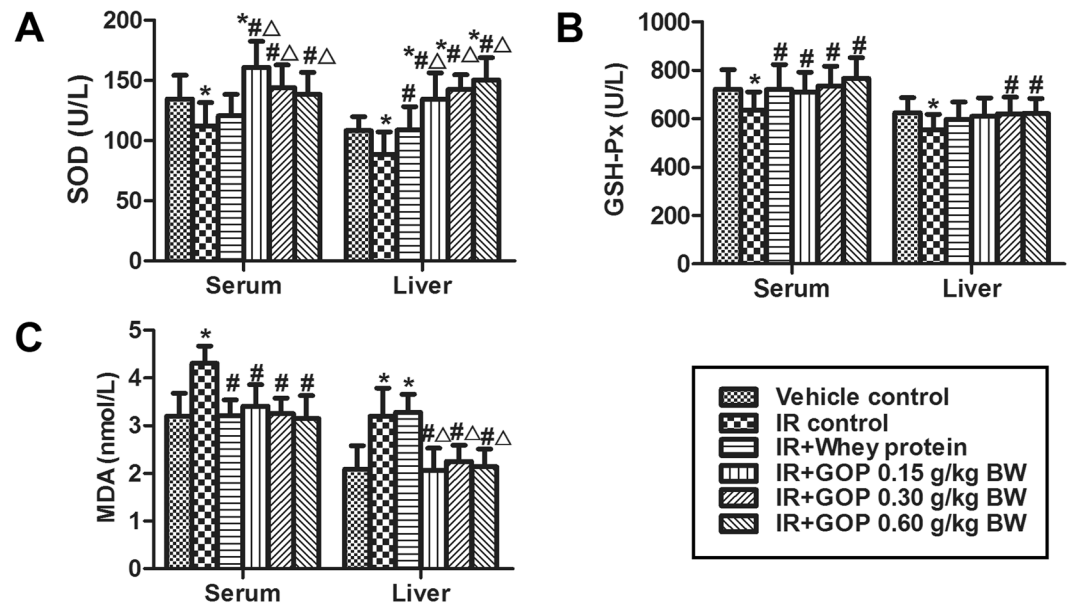 A
SOD (U/L)
200
150
100
50
0
* * *#△ #△ #△ * # *#△ *#△ *#△
Serum Liver
B
GSH-Px (U/L)
1000
800
600
400
200
0
* # # # # * # #
Serum Liver
C
MDA (nmol/L)
5
4
3
2
1
0
* # # # # * * #△ #△ #△
Serum Liver
Vehicle control
IR control
IR+Whey protein
IR+GOP 0.15 g/kg BW
IR+GOP 0.30 g/kg BW
IR+GOP 0.60 g/kg BW